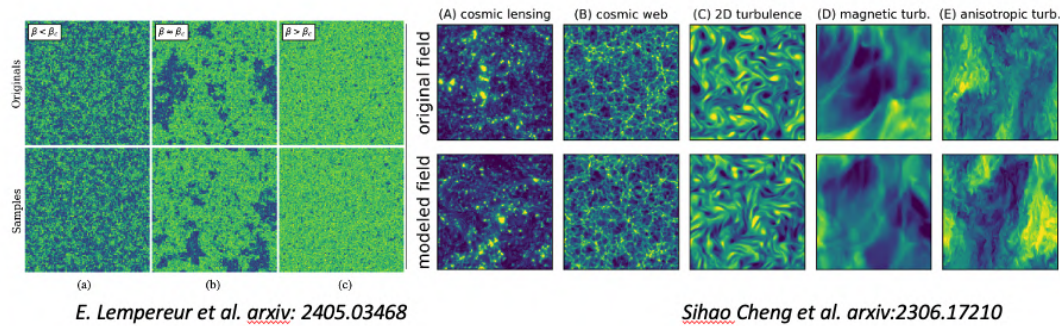 β < βc
β ≈ βc
β > βc
Originals
Samples
(a)
(b)
(c)
E. Lempereur et al. arxiv: 2405.03468
(A) cosmic lensing
(B) cosmic web
(C) 2D turbulence
(D) magnetic turb.
(E) anisotropic turb.
original field
modeled field
Sihao Cheng et al. arxiv:2306.17210